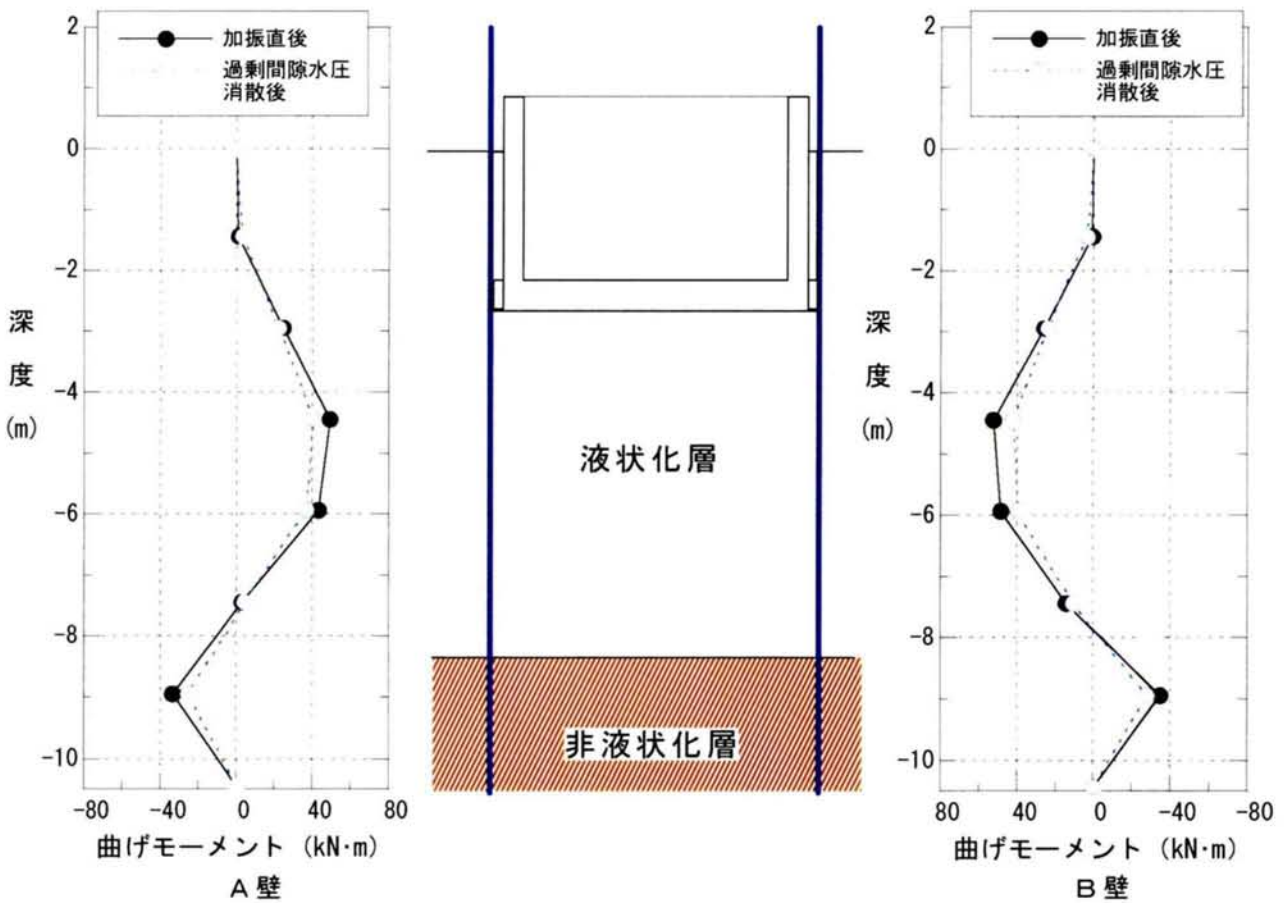 加振直後
過剰間隙水圧
消散後
2
0
-2
-4
-6
-8
-10
深
度
(m)
-80
-40
0
40
80
曲げモーメント (kN·m)
A壁
液状化層
非液状化層
加振直後
過剰間隙水圧
消散後
2
0
-2
-4
-6
-8
-10
深
度
(m)
80
40
0
-40
-80
曲げモーメント (kN·m)
B壁